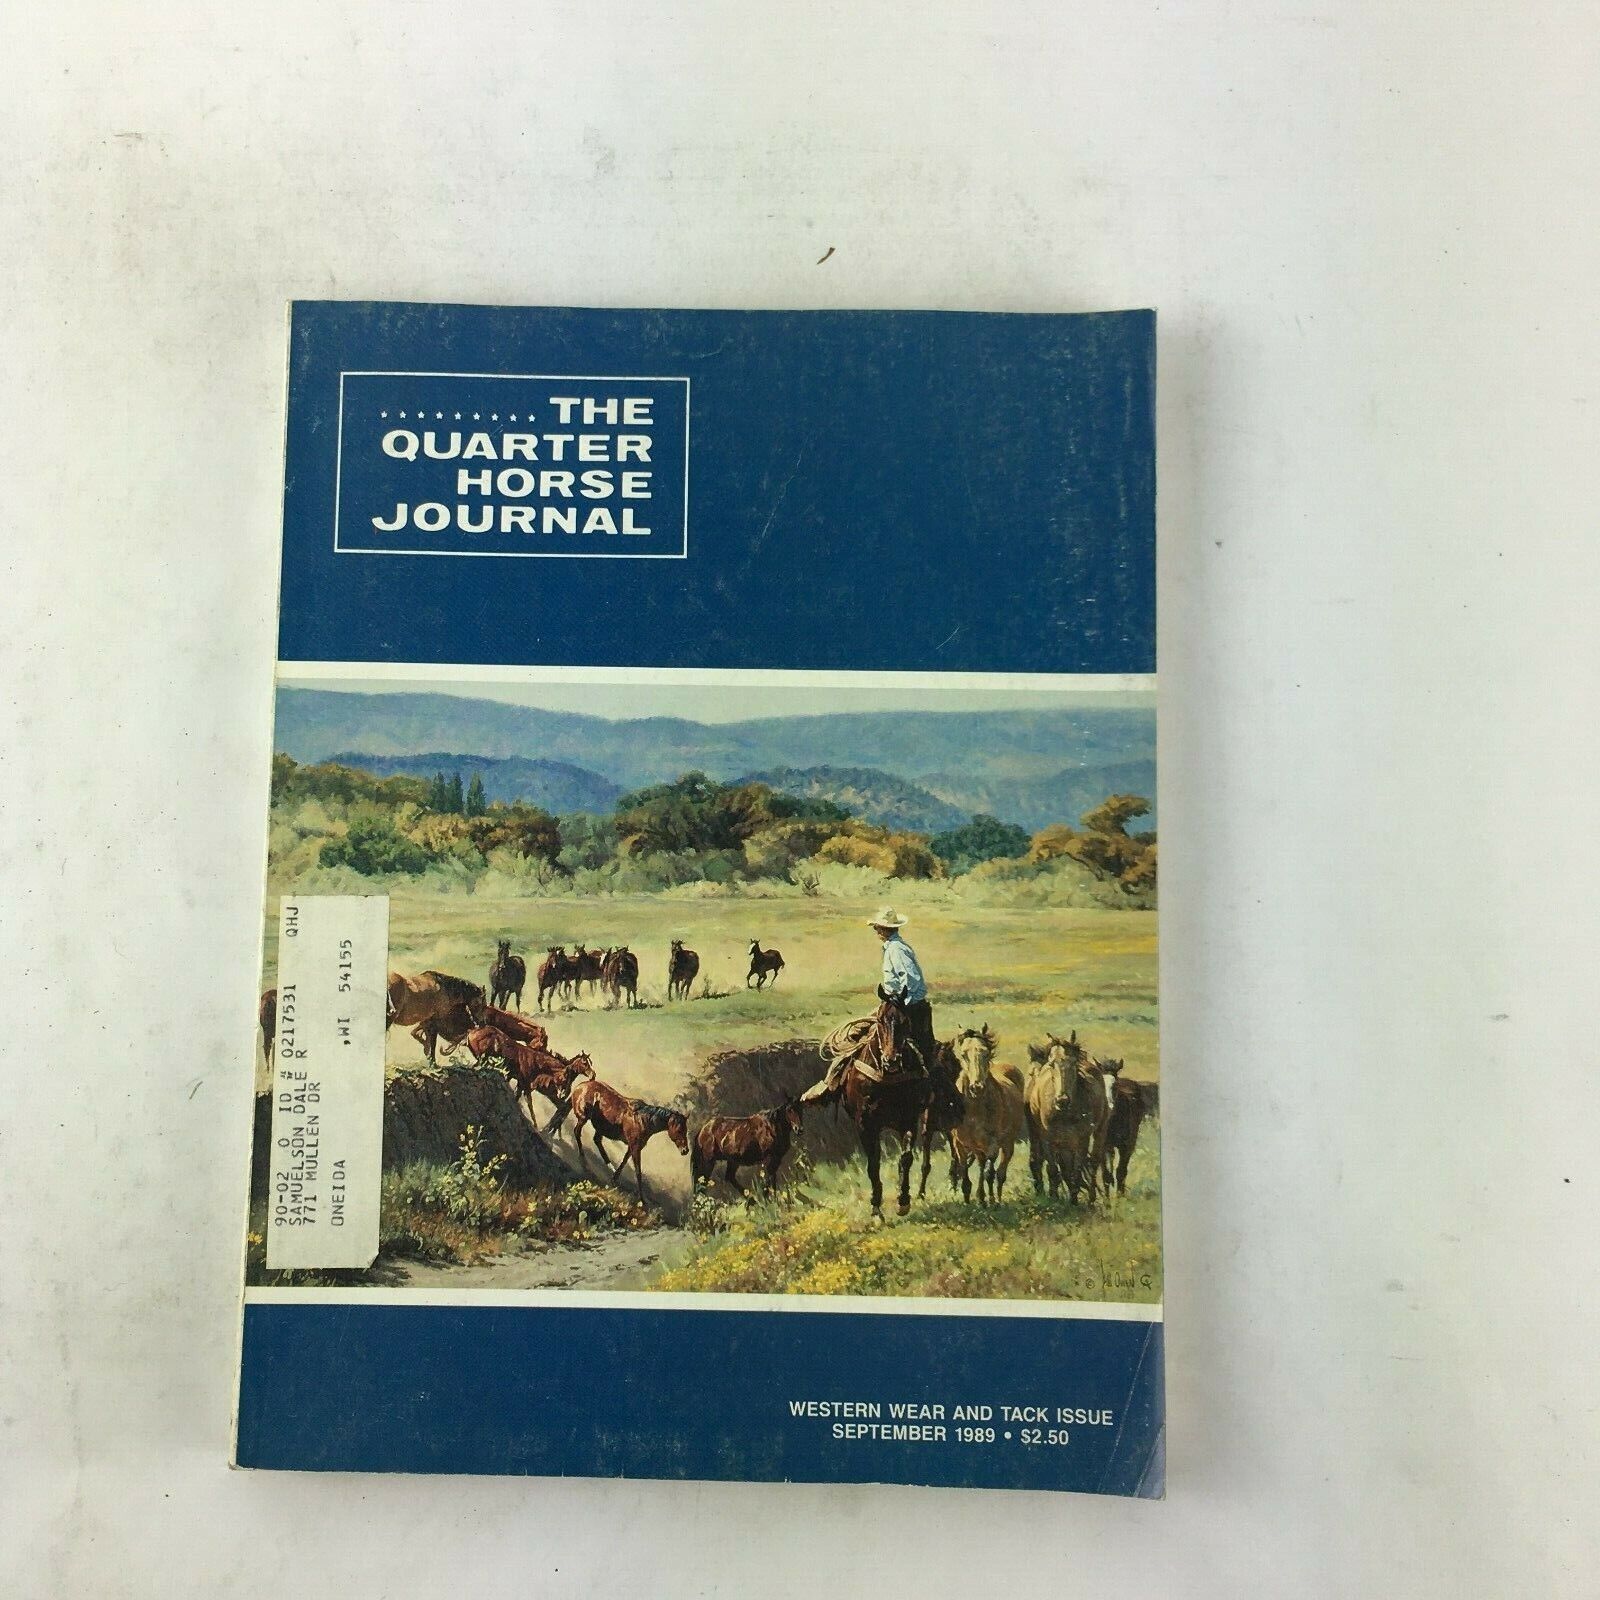 ......... THE
QUARTER
HORSE
JOURNAL
90-02 O ID# 0217531 QHJ
SAMUELSON DALE R
771 MULLEN DR
ONEIDA ,WI 54155
©
WESTERN WEAR AND TACK ISSUE
SEPTEMBER 1989 • $2.50